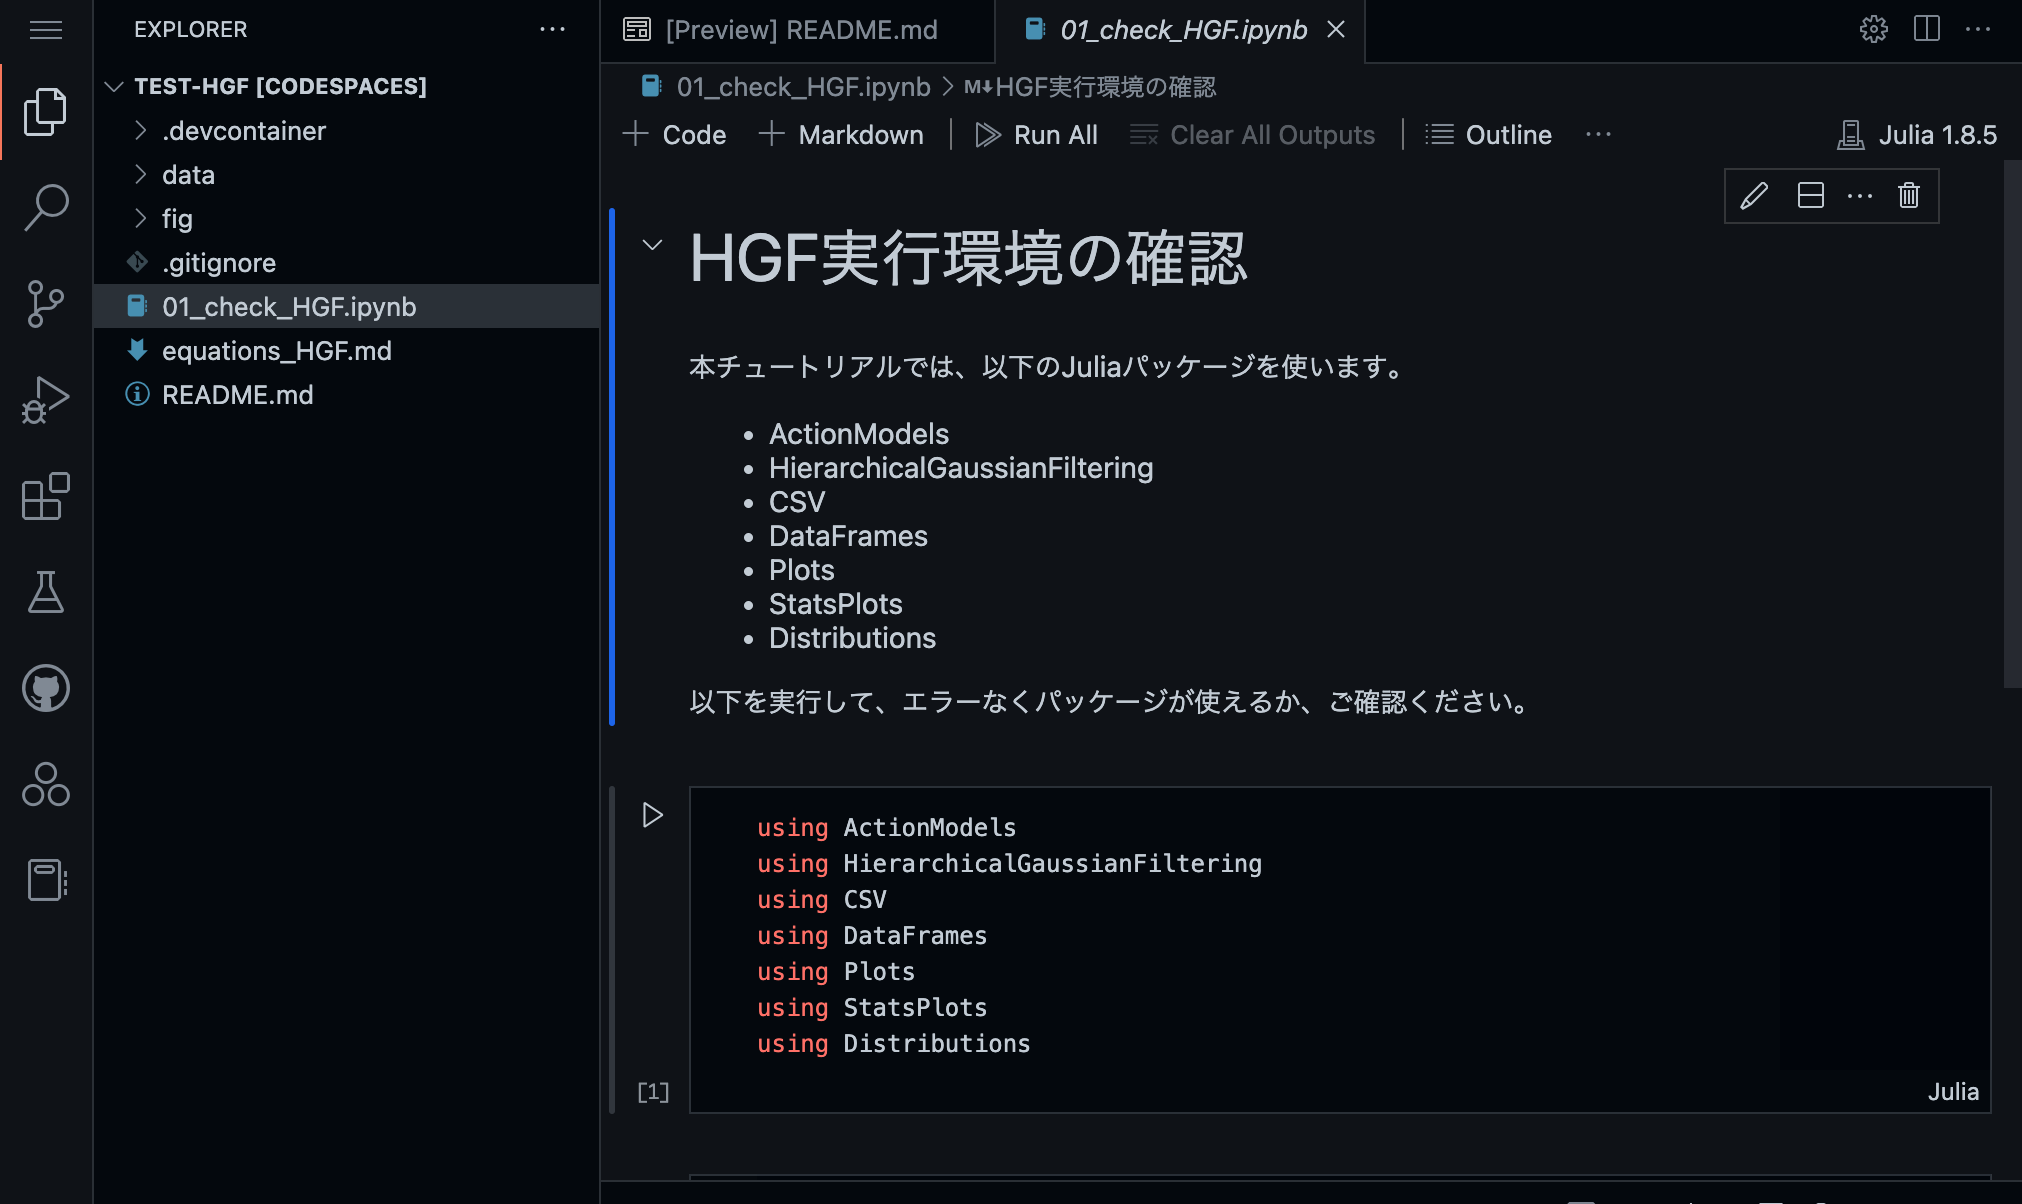 EXPLORER
TEST-HGF [CODESPACES]
.devcontainer
data
fig
.gitignore
01_check_HGF.ipynb
equations_HGF.md
README.md
[Preview] README.md
01_check_HGF.ipynb
01_check_HGF.ipynb > M↓HGF実行環境の確認
+ Code + Markdown Run All Clear All Outputs Outline ... Julia 1.8.5
HGF実行環境の確認
本チュートリアルでは、以下のJuliaパッケージを使います。
• ActionModels
• HierarchicalGaussianFiltering
• CSV
• DataFrames
• Plots
• StatsPlots
• Distributions
以下を実行して、エラーなくパッケージが使えるか、ご確認ください。
using ActionModels
using HierarchicalGaussianFiltering
using CSV
using DataFrames
using Plots
using StatsPlots
using Distributions
[1]
Julia